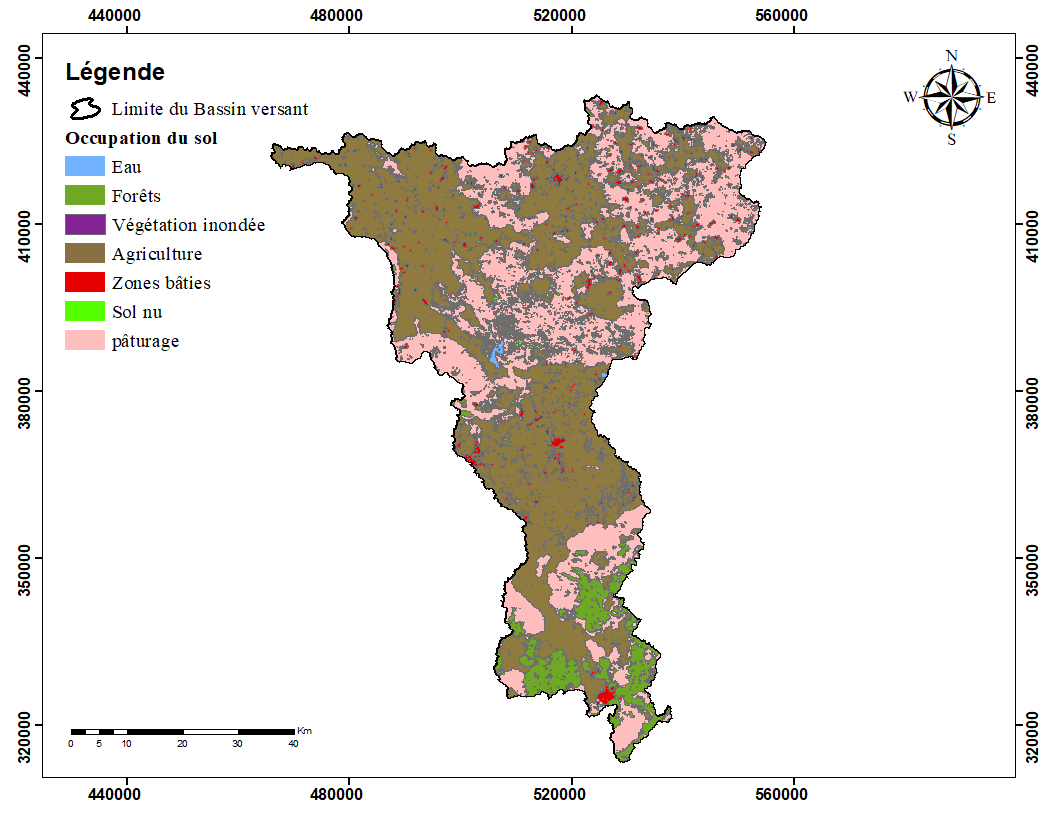 440000 480000 520000 560000
440000 440000
Légende
N
W E
S
Limite du Bassin versant
Occupation du sol
Eau
Forêts
Végétation inondée
410000 410000
Agriculture
Zones bâties
Sol nu
pâturage
380000 380000
350000 350000
320000 320000
Km
0 5 10 20 30 40
440000 480000 520000 560000